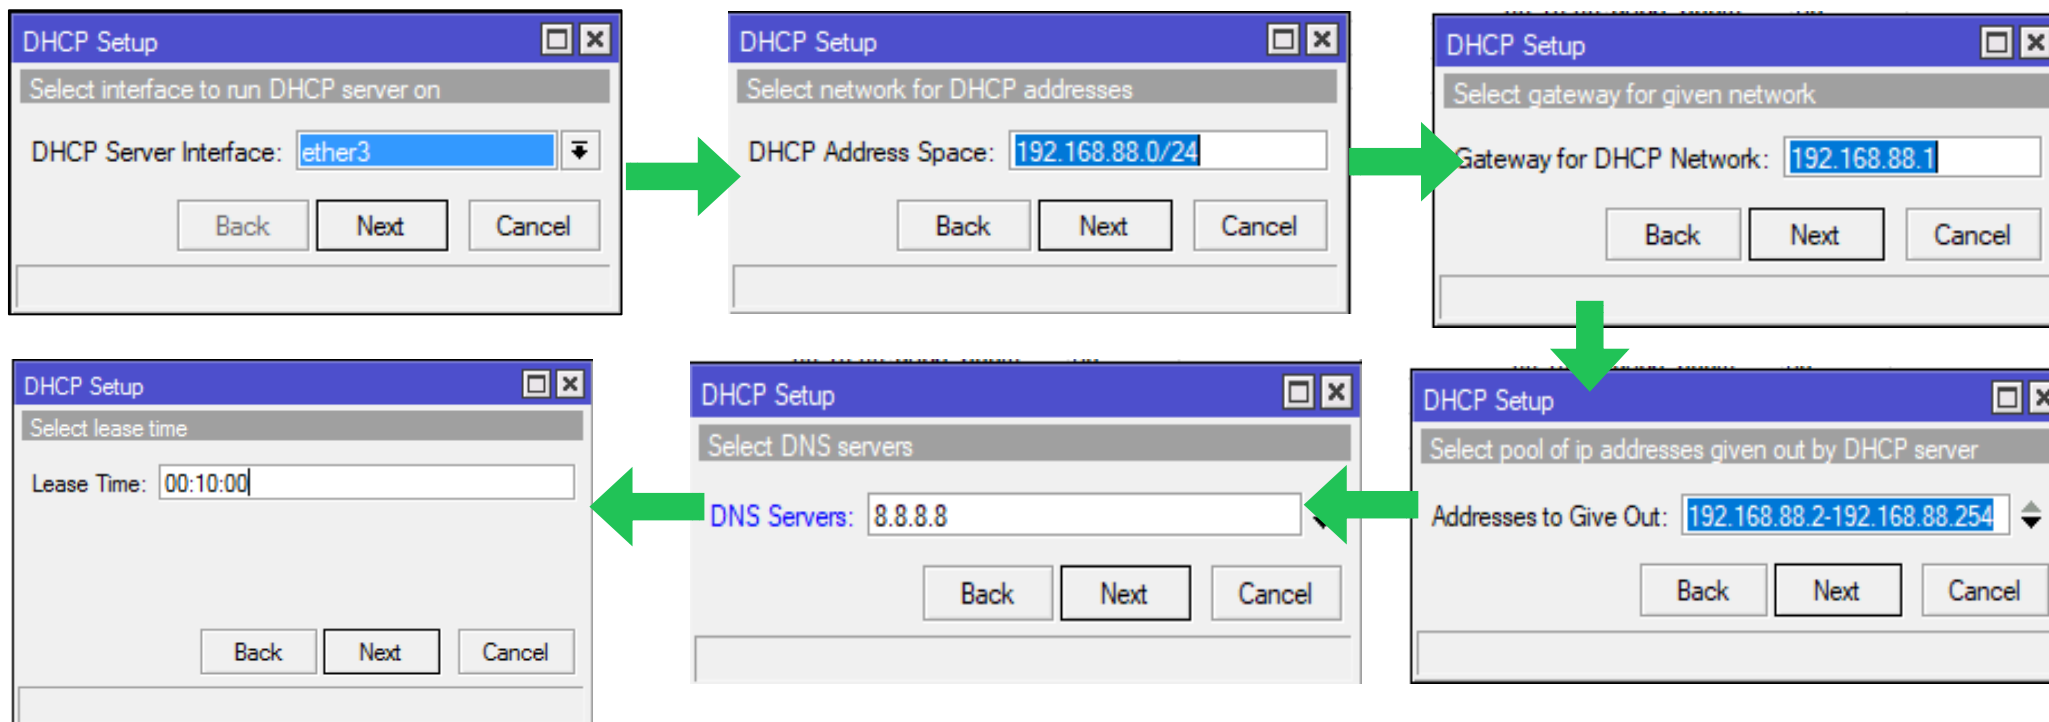 DHCP Setup
Select interface to run DHCP server on
DHCP Server Interface: ether3
Back Next Cancel
DHCP Setup
Select network for DHCP addresses
DHCP Address Space: 192.168.88.0/24
Back Next Cancel
DHCP Setup
Select gateway for given network
Gateway for DHCP Network: 192.168.88.1
Back Next Cancel
DHCP Setup
Select pool of ip addresses given out by DHCP server
Addresses to Give Out: 192.168.88.2-192.168.88.254
Back Next Cancel
DHCP Setup
Select DNS servers
DNS Servers: 8.8.8.8
Back Next Cancel
DHCP Setup
Select lease time
Lease Time: 00:10:00
Back Next Cancel